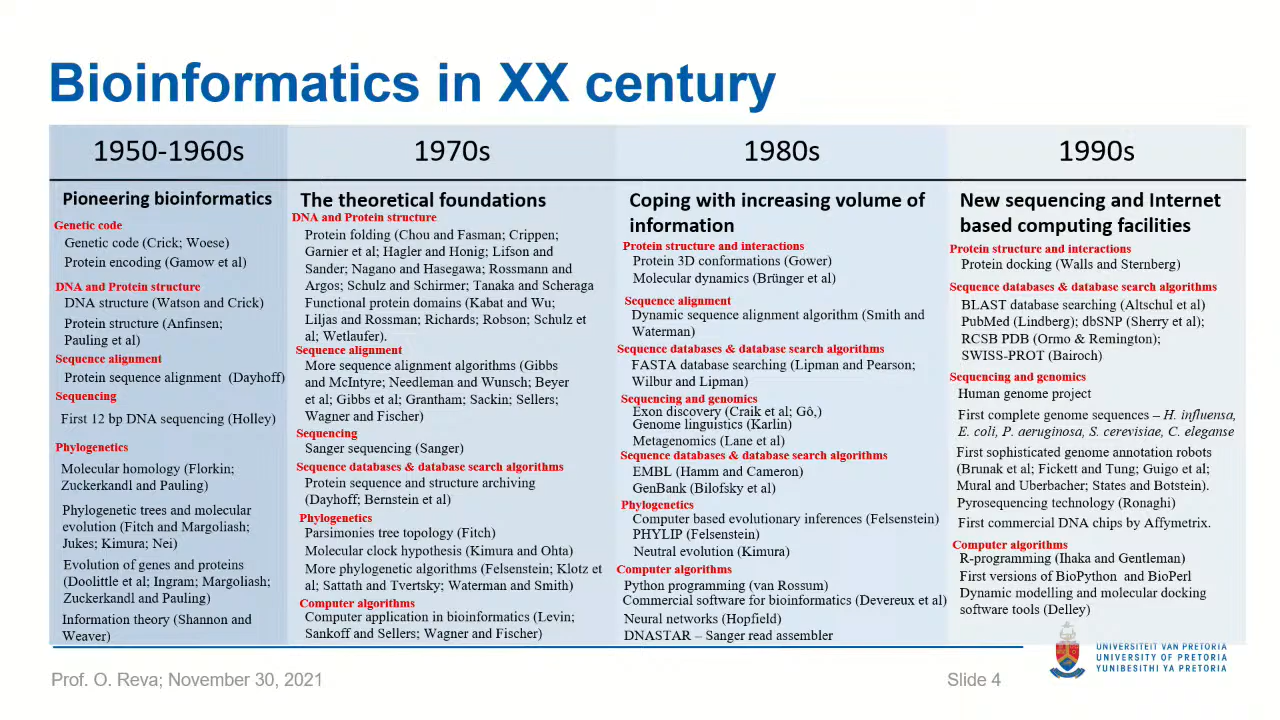 Bioinformatics in XX century
1950-1960s
Pioneering bioinformatics
Genetic code
Genetic code (Crick; Woese)
Protein encoding (Gamow et al)
DNA and Protein structure
DNA structure (Watson and Crick)
Protein structure (Anfinsen;
Pauling et al)
Sequence alignment
Protein sequence alignment (Dayhoff)
Sequencing
First 12 bp DNA sequencing (Holley)
Phylogenetics
Molecular homology (Florkin;
Zuckerkandl and Pauling)
Phylogenetic trees and molecular
evolution (Fitch and Margoliash;
Jukes; Kimura; Nei)
Evolution of genes and proteins
(Doolittle et al; Ingram; Margoliash;
Zuckerkandl and Pauling)
Information theory (Shannon and
Weaver)
1970s
The theoretical foundations
DNA and Protein structure
Protein folding (Chou and Fasman; Crippen;
Garnier et al; Hagler and Honig; Lifson and
Sander; Nagano and Hasegawa; Rossmann and
Argos; Schulz and Schirmer; Tanaka and Scheraga
Functional protein domains (Kabat and Wu;
Liljas and Rossman; Richards; Robson; Schulz et
al; Wetlaufer).
Sequence alignment
More sequence alignment algorithms (Gibbs
and McIntyre; Needleman and Wunsch; Beyer
et al; Gibbs et al; Grantham; Sackin; Sellers;
Wagner and Fischer)
Sequencing
Sanger sequencing (Sanger)
Sequence databases & database search algorithms
Protein sequence and structure archiving
(Dayhoff; Bernstein et al)
Phylogenetics
Parsimonies tree topology (Fitch)
Molecular clock hypothesis (Kimura and Ohta)
More phylogenetic algorithms (Felsenstein; Klotz et
al; Sattath and Tvertsky; Waterman and Smith)
Computer algorithms
Computer application in bioinformatics (Levin;
Sankoff and Sellers; Wagner and Fischer)
1980s
Coping with increasing volume of
information
Protein structure and interactions
Protein 3D conformations (Gower)
Molecular dynamics (Brünger et al)
Sequence alignment
Dynamic sequence alignment algorithm (Smith and
Waterman)
Sequence databases & database search algorithms
FASTA database searching (Lipman and Pearson;
Wilbur and Lipman)
Sequencing and genomics
Exon discovery (Craik et al; Gô,)
Genome linguistics (Karlin)
Metagenomics (Lane et al)
Sequence databases & database search algorithms
EMBL (Hamm and Cameron)
GenBank (Bilofsky et al)
Phylogenetics
Computer based evolutionary inferences (Felsenstein)
PHYLIP (Felsenstein)
Neutral evolution (Kimura)
Computer algorithms
Python programming (van Rossum)
Commercial software for bioinformatics (Devereux et al)
Neural networks (Hopfield)
DNASTAR – Sanger read assembler
1990s
New sequencing and Internet
based computing facilities
Protein structure and interactions
Protein docking (Walls and Sternberg)
Sequence databases & database search algorithms
BLAST database searching (Altschul et al)
PubMed (Lindberg); dbSNP (Sherry et al);
RCSB PDB (Ormo & Remington);
SWISS-PROT (Bairoch)
Sequencing and genomics
Human genome project
First complete genome sequences – H. influensa,
E. coli, P. aeruginosa, S. cerevisiae, C. eleganse
First sophisticated genome annotation robots
(Brunak et al; Fickett and Tung; Guigo et al;
Mural and Uberbacher; States and Botstein).
Pyrosequencing technology (Ronaghi)
First commercial DNA chips by Affymetrix.
Computer algorithms
R-programming (Ihaka and Gentleman)
First versions of BioPython and BioPerl
Dynamic modelling and molecular docking
software tools (Delley)
UNIVERSITEIT VAN PRETORIA
UNIVERSITY OF PRETORIA
YUNIBESITHI YA PRETORIA
Prof. O. Reva; November 30, 2021
Slide 4